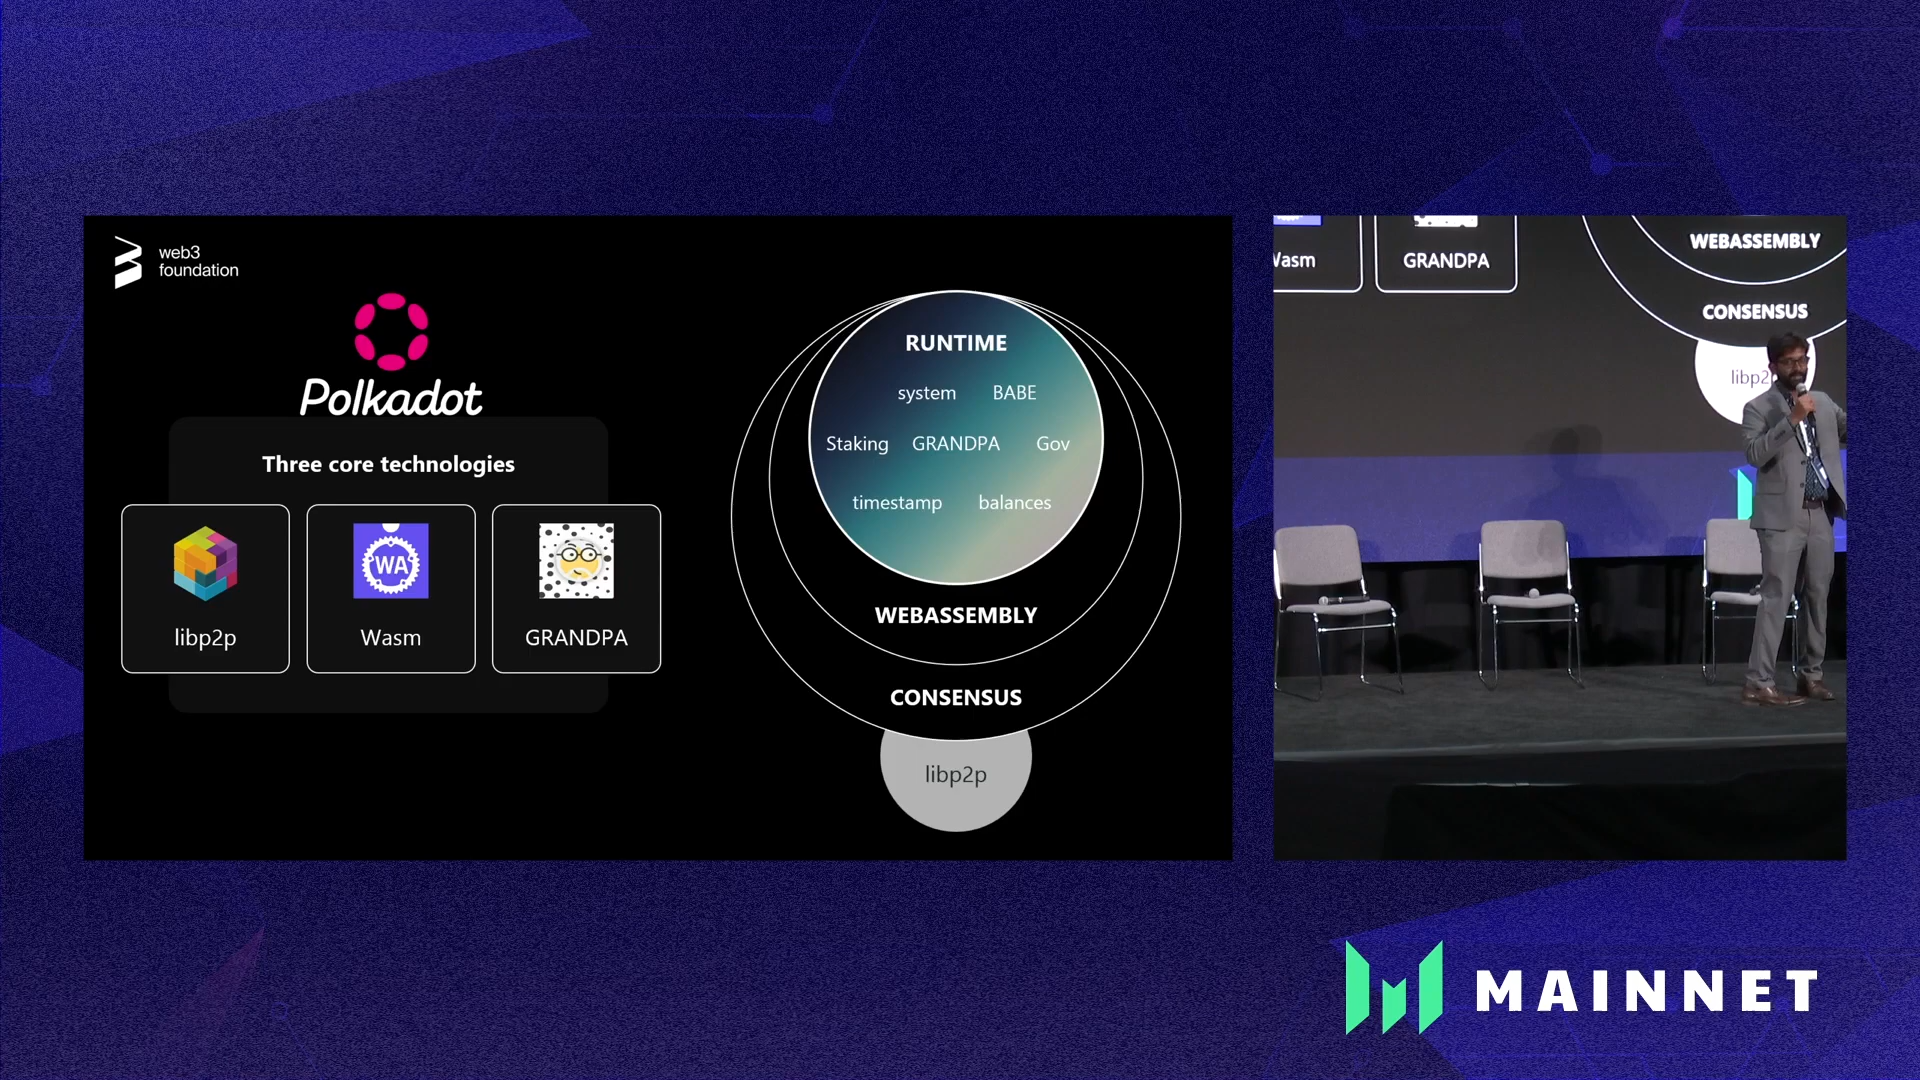 web3
foundation
Polkadot
Three core technologies
libp2p
WA
Wasm
GRANDPA
RUNTIME
system BABE
Staking GRANDPA Gov
timestamp balances
WEBASSEMBLY
CONSENSUS
libp2p
Wasm
GRANDPA
WEBASSEMBLY
CONSENSUS
libp2
MAINNET